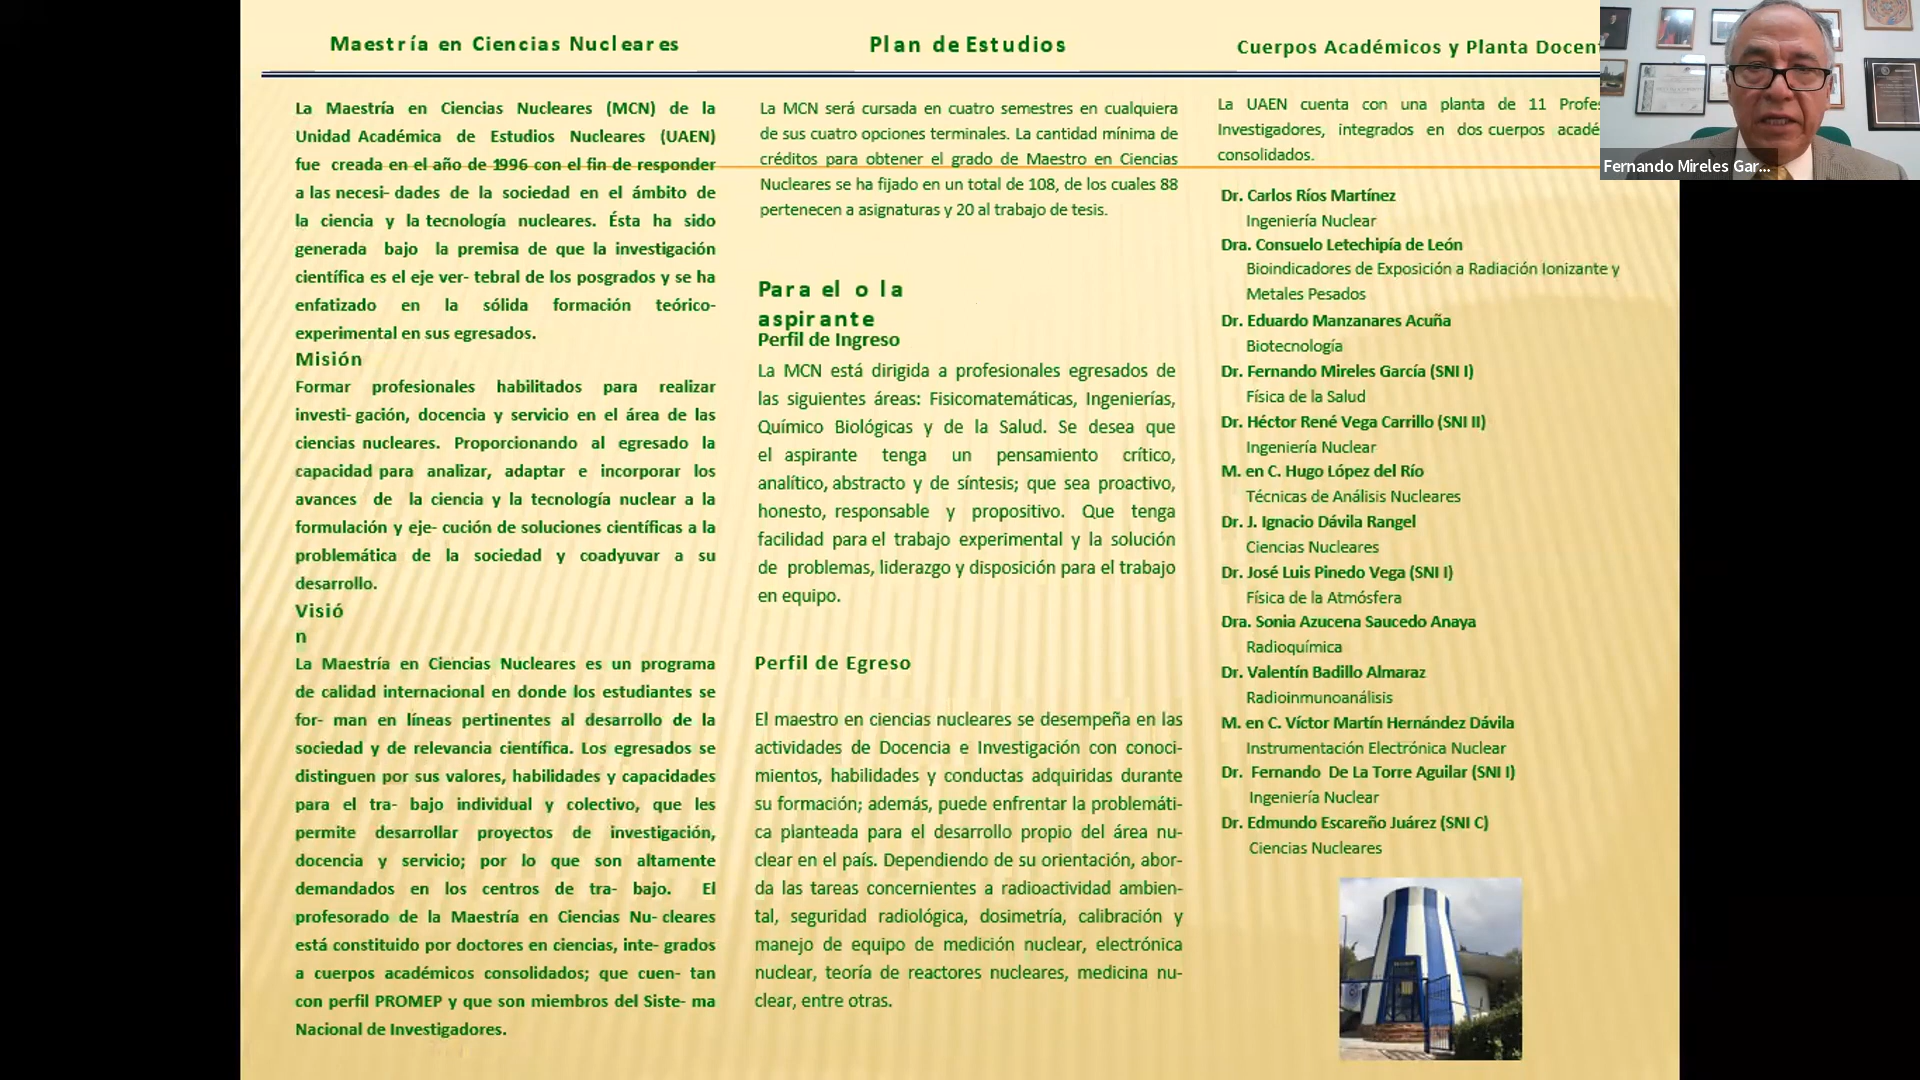 Maestría en Ciencias Nucleares
La Maestría en Ciencias Nucleares (MCN) de la
Unidad Académica de Estudios Nucleares (UAEN)
fue creada en el año de 1996 con el fin de responder
a las necesi- dades de la sociedad en el ámbito de
la ciencia y la tecnología nucleares. Ésta ha sido
generada bajo la premisa de que la investigación
científica es el eje ver- tebral de los posgrados y se ha
enfatizado en la sólida formación teórico-
experimental en sus egresados.
Misión
Formar profesionales habilitados para realizar
investi- gación, docencia y servicio en el área de las
ciencias nucleares. Proporcionando al egresado la
capacidad para analizar, adaptar e incorporar los
avances de la ciencia y la tecnología nuclear a la
formulación y eje- cución de soluciones científicas a la
problemática de la sociedad y coadyuvar a su
desarrollo.
Visió
n
La Maestría en Ciencias Nucleares es un programa
de calidad internacional en donde los estudiantes se
for- man en líneas pertinentes al desarrollo de la
sociedad y de relevancia científica. Los egresados se
distinguen por sus valores, habilidades y capacidades
para el tra- bajo individual y colectivo, que les
permite desarrollar proyectos de investigación,
docencia y servicio; por lo que son altamente
demandados en los centros de tra- bajo. El
profesorado de la Maestría en Ciencias Nu- cleares
está constituido por doctores en ciencias, inte- grados
a cuerpos académicos consolidados; que cuen- tan
con perfil PROMEP y que son miembros del Siste- ma
Nacional de Investigadores.
Plan de Estudios
La MCN será cursada en cuatro semestres en cualquiera
de sus cuatro opciones terminales. La cantidad mínima de
créditos para obtener el grado de Maestro en Ciencias
Nucleares se ha fijado en un total de 108, de los cuales 88
pertenecen a asignaturas y 20 al trabajo de tesis.
Para el o la
aspirante
Perfil de Ingreso
La MCN está dirigida a profesionales egresados de
las siguientes áreas: Fisicomatemáticas, Ingenierías,
Químico Biológicas y de la Salud. Se desea que
el aspirante tenga un pensamiento crítico,
analítico, abstracto y de síntesis; que sea proactivo,
honesto, responsable y propositivo. Que tenga
facilidad para el trabajo experimental y la solución
de problemas, liderazgo y disposición para el trabajo
en equipo.
Perfil de Egreso
El maestro en ciencias nucleares se desempeña en las
actividades de Docencia e Investigación con conoci-
mientos, habilidades y conductas adquiridas durante
su formación; además, puede enfrentar la problemáti-
ca planteada para el desarrollo propio del área nu-
clear en el país. Dependiendo de su orientación, abor-
da las tareas concernientes a radioactividad ambien-
tal, seguridad radiológica, dosimetría, calibración y
manejo de equipo de medición nuclear, electrónica
nuclear, teoría de reactores nucleares, medicina nu-
clear, entre otras.
Cuerpos Académicos y Planta Docen
La UAEN cuenta con una planta de 11 Profes
Investigadores, integrados en dos cuerpos acadé
consolidados.
Dr. Carlos Ríos Martínez
Ingeniería Nuclear
Dra. Consuelo Letechipía de León
Bioindicadores de Exposición a Radiación Ionizante y
Metales Pesados
Dr. Eduardo Manzanares Acuña
Biotecnología
Dr. Fernando Mireles García (SNI I)
Física de la Salud
Dr. Héctor René Vega Carrillo (SNI II)
Ingeniería Nuclear
M. en C. Hugo López del Río
Técnicas de Análisis Nucleares
Dr. J. Ignacio Dávila Rangel
Ciencias Nucleares
Dr. José Luis Pinedo Vega (SNI I)
Física de la Atmósfera
Dra. Sonia Azucena Saucedo Anaya
Radioquímica
Dr. Valentín Badillo Almaraz
Radioinmunoanálisis
M. en C. Víctor Martín Hernández Dávila
Instrumentación Electrónica Nuclear
Dr. Fernando De La Torre Aguilar (SNI I)
Ingeniería Nuclear
Dr. Edmundo Escareño Juárez (SNI C)
Ciencias Nucleares
Fernando Mireles Gar...